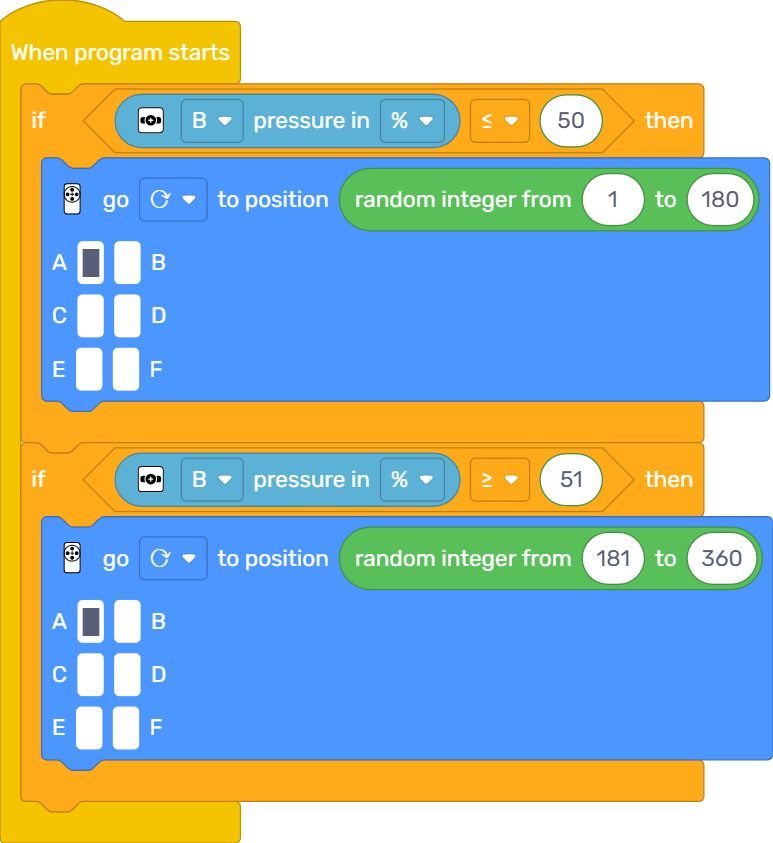 When program starts
if B pressure in % ≤ 50 then
go to position random integer from 1 to 180
A B
C D
E F
if B pressure in % ≥ 51 then
go to position random integer from 181 to 360
A B
C D
E F